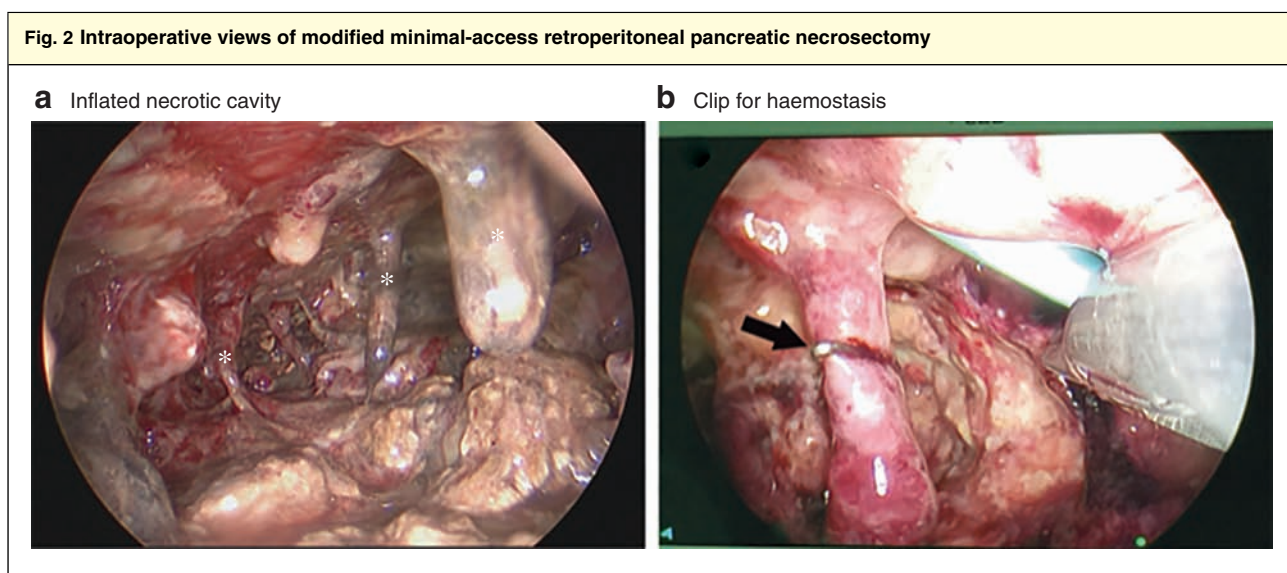 Fig. 2 Intraoperative views of modified minimal-access retroperitoneal pancreatic necrosectomy
a Inflated necrotic cavity
b Clip for haemostasis
*
*
*